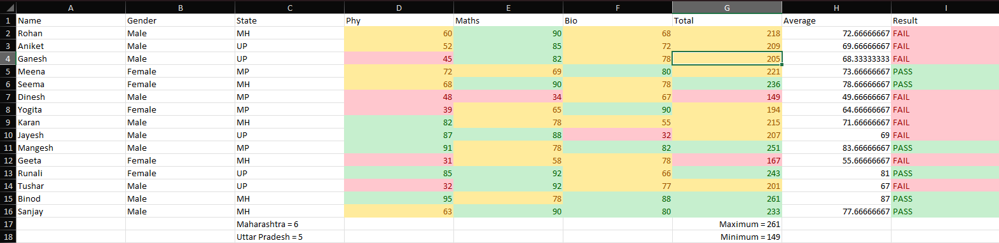 A B C D E F G H I
1 Name Gender State Phy Maths Bio Total Average Result
2 Rohan Male MH 60 90 68 218 72.66666667 FAIL
3 Aniket Male UP 52 85 72 209 69.66666667 FAIL
4 Ganesh Male UP 45 82 78 205 68.33333333 FAIL
5 Meena Female MP 72 69 80 221 73.66666667 PASS
6 Seema Female MH 68 90 78 236 78.66666667 PASS
7 Dinesh Male MP 48 34 67 149 49.66666667 FAIL
8 Yogita Female MP 39 65 90 194 64.66666667 FAIL
9 Karan Male MH 82 78 55 215 71.66666667 FAIL
10 Jayesh Male UP 87 88 32 207 69 FAIL
11 Mangesh Male MP 91 78 82 251 83.66666667 PASS
12 Geeta Female MH 31 58 78 167 55.66666667 FAIL
13 Runali Female UP 85 92 66 243 81 PASS
14 Tushar Male UP 32 92 77 201 67 FAIL
15 Binod Male MH 95 78 88 261 87 PASS
16 Sanjay Male MH 63 90 80 233 77.66666667 PASS
17 Maharashtra = 6 Maximum = 261
18 Uttar Pradesh = 5 Minimum = 149